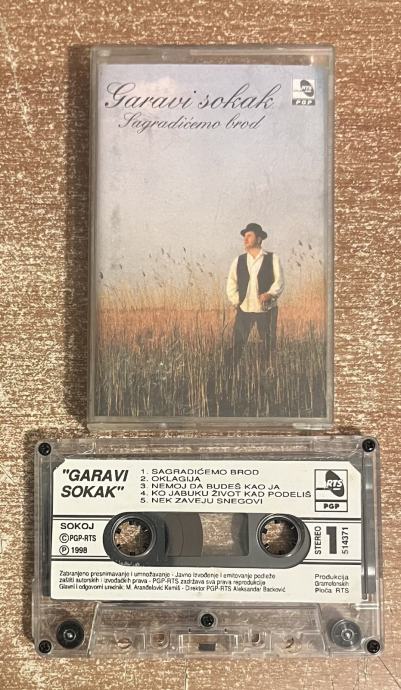 Garavi sokak
Sagradićemo brod
RTS
PGP
"GARAVI
SOKAK"
1. SAGRADIĆEMO BROD
2. OKLAGIJA
3. NEMOJ DA BUDEŠ KAO JA
4. KO JABUKU ŽIVOT KAD PODELIŠ
5. NEK ZAVEJU SNEGOVI
RTS
PGP
SOKOJ
Ⓒ PGP-RTS
Ⓟ 1998
STEREO 1
514371
Zabranjeno presnimavanje i umnožavanje - Javno izvođenje i emitovanje podleže
zaštiti autorskih i izvođačkih prava - PGP-RTS zadržava sva prava reprodukcije
Glavni i odgovorni urednik: M. Aranđelović Kemiš - Direktor PGP-RTS Aleksandar Backović
Produkcija
Gramofonskih
Ploča RTS